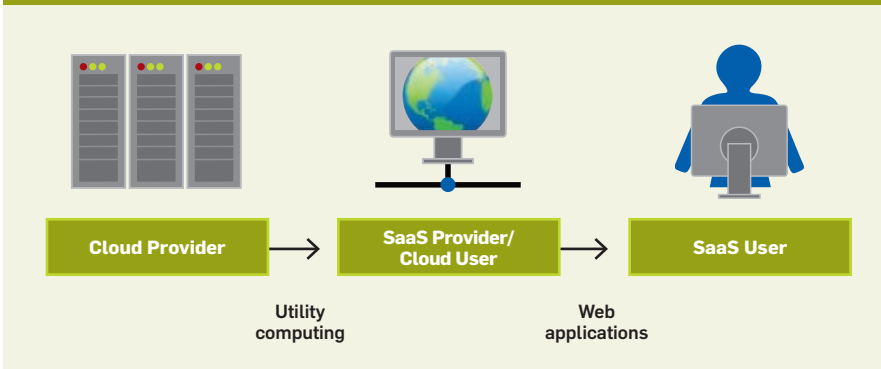 Cloud Provider
SaaS Provider/
Cloud User
SaaS User
Utility
computing
Web
applications